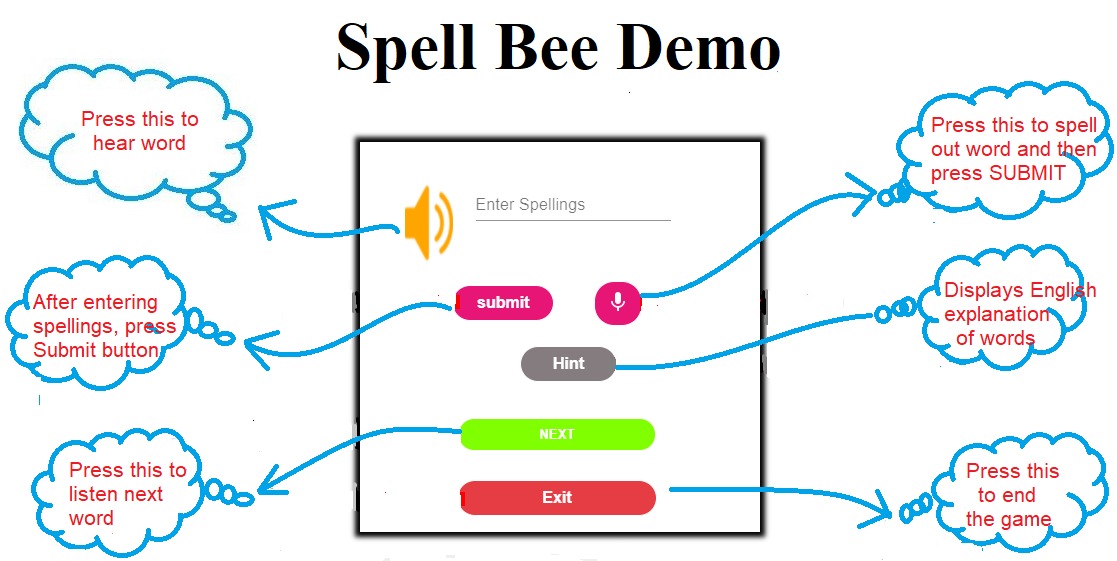 Spell Bee Demo
Press this to
hear word
Press this to spell
out word and then
press SUBMIT
Enter Spellings
After entering
spellings, press
Submit button
submit
Displays English
explanation
of words
Hint
NEXT
Press this to
listen next
word
Exit
Press this
to end
the game